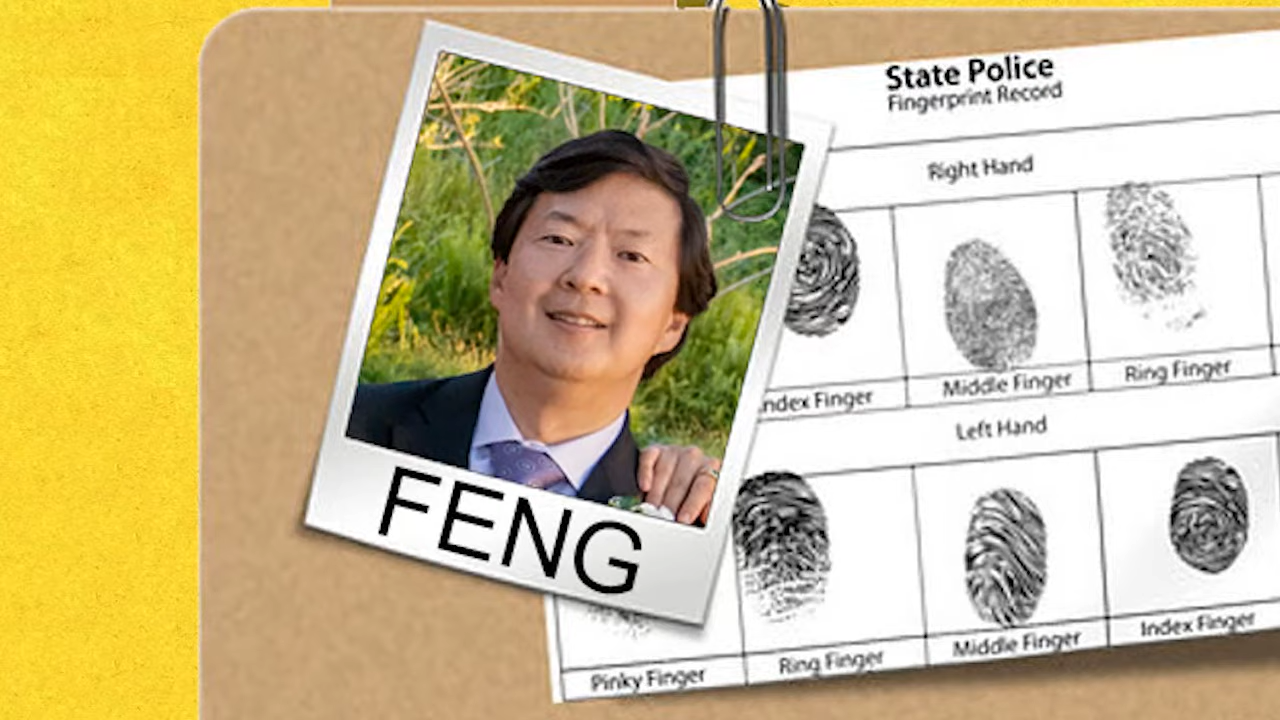 State Police
Fingerprint Record
Right Hand
ndex Finger
Middle Finger
Ring Finger
Left Hand
FENG
Pinky Finger
Ring Finger
Middle Finger
Index Finger